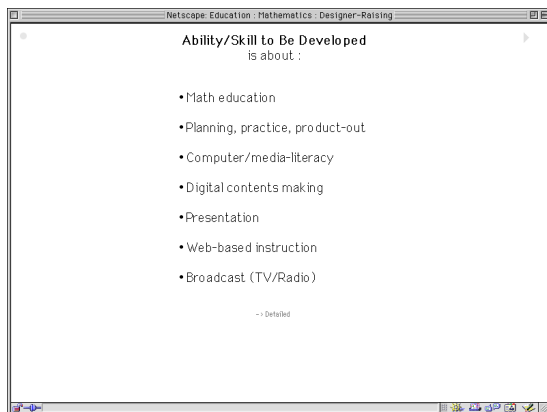 Netscape: Education : Mathematics : Designer-Raising
Ability/Skill to Be Developed
is about :
• Math education
• Planning, practice, product-out
• Computer/media-literacy
• Digital contents making
• Presentation
• Web-based instruction
• Broadcast (TV/Radio)
-> Detailed